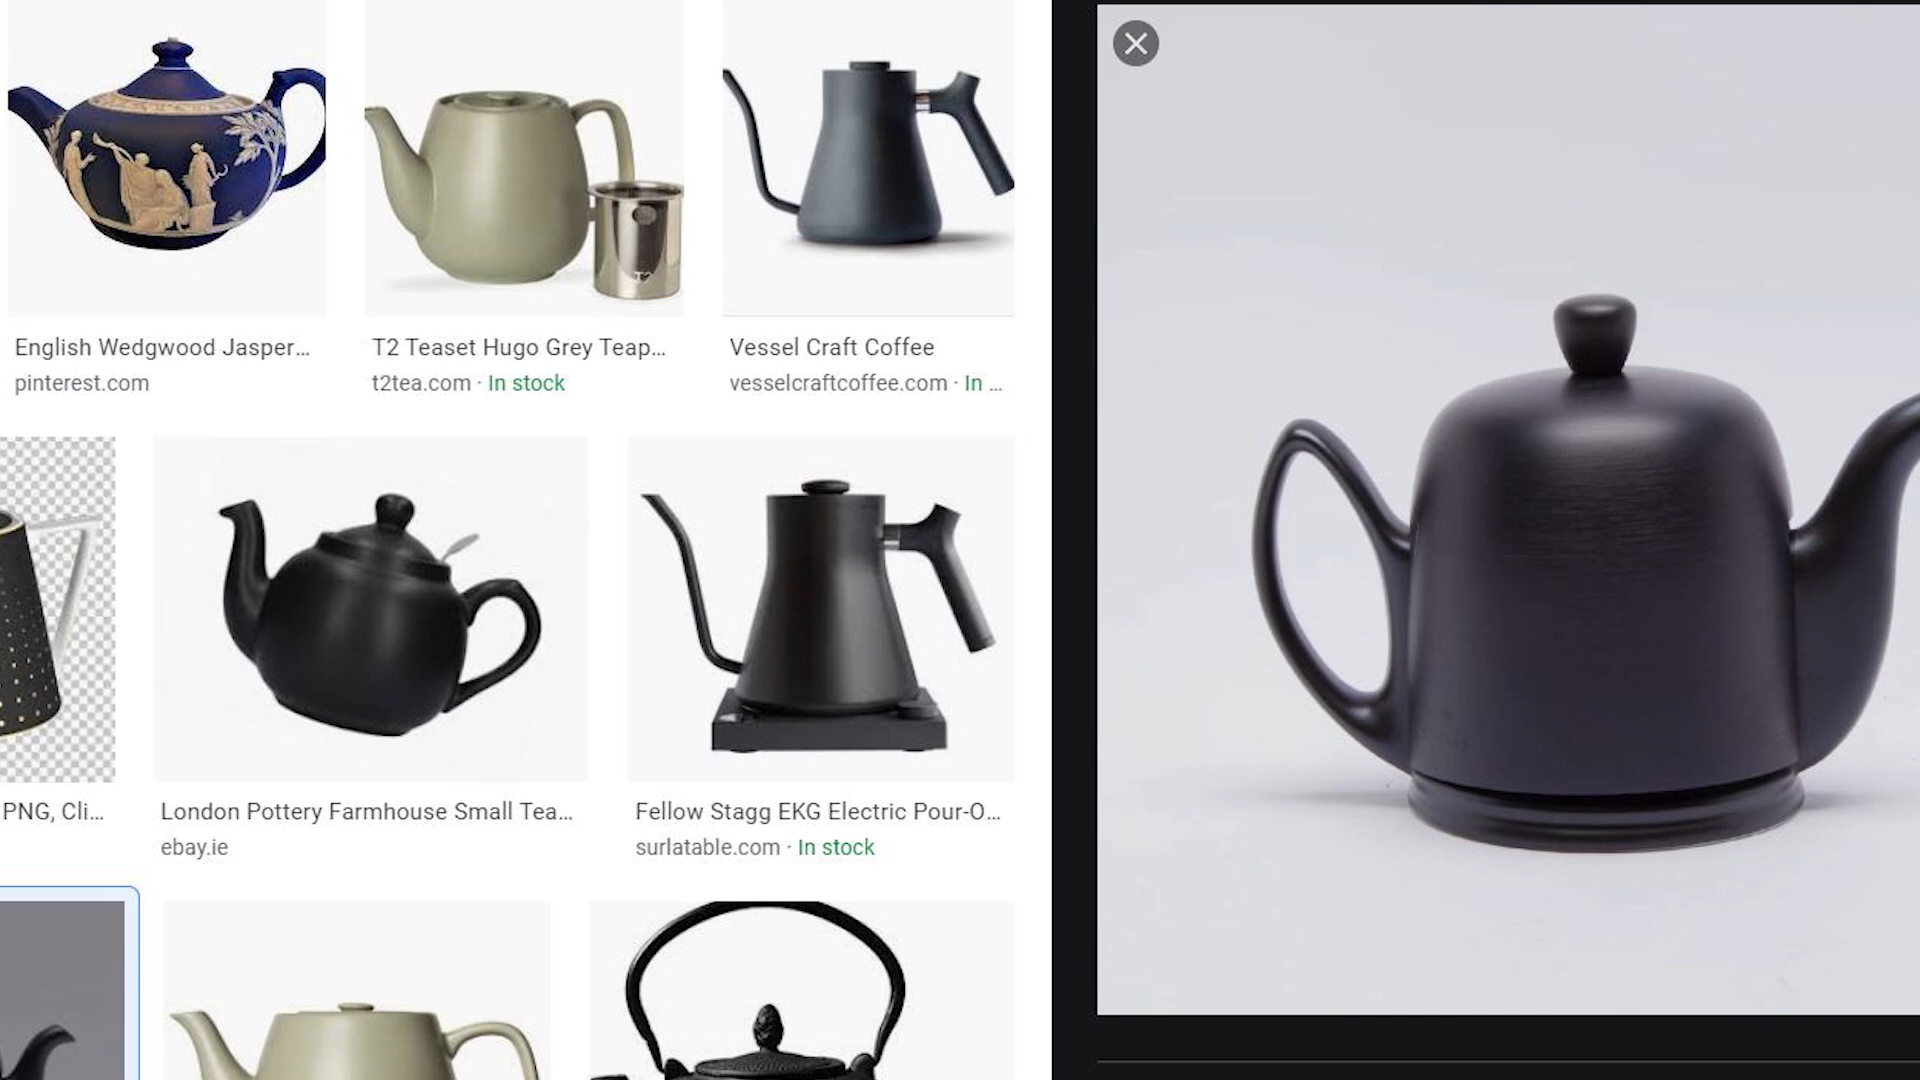 English Wedgwood Jasper...
pinterest.com
T2 Teaset Hugo Grey Teap...
t2tea.com · In stock
Vessel Craft Coffee
vesselcraftcoffee.com · In ...
T2
PNG, Cli...
London Pottery Farmhouse Small Tea...
ebay.ie
Fellow Stagg EKG Electric Pour-O...
surlatable.com · In stock